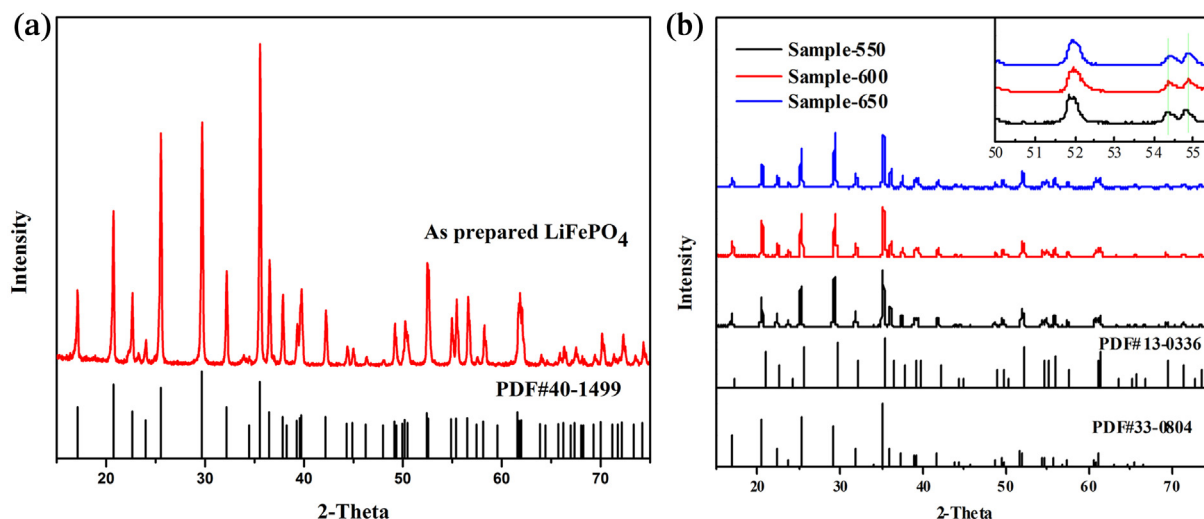 (a)
Intensity
As prepared LiFePO4
PDF#40-1499
20 30 40 50 60 70
2-Theta
(b)
Intensity
Sample-550
Sample-600
Sample-650
50 51 52 53 54 55
PDF#13-0336
PDF#33-0804
20 30 40 50 60 70
2-Theta